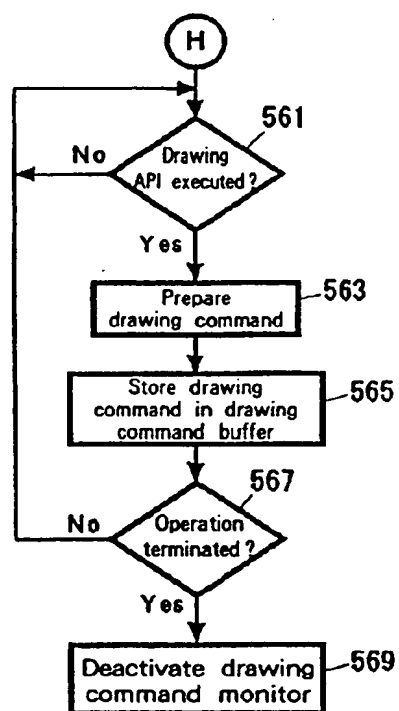 H
561
Drawing
API executed?
No
Yes
563
Prepare
drawing command
Store drawing
command in drawing
command buffer
565
567
Operation
terminated?
No
Yes
Deactivate drawing
command monitor
569